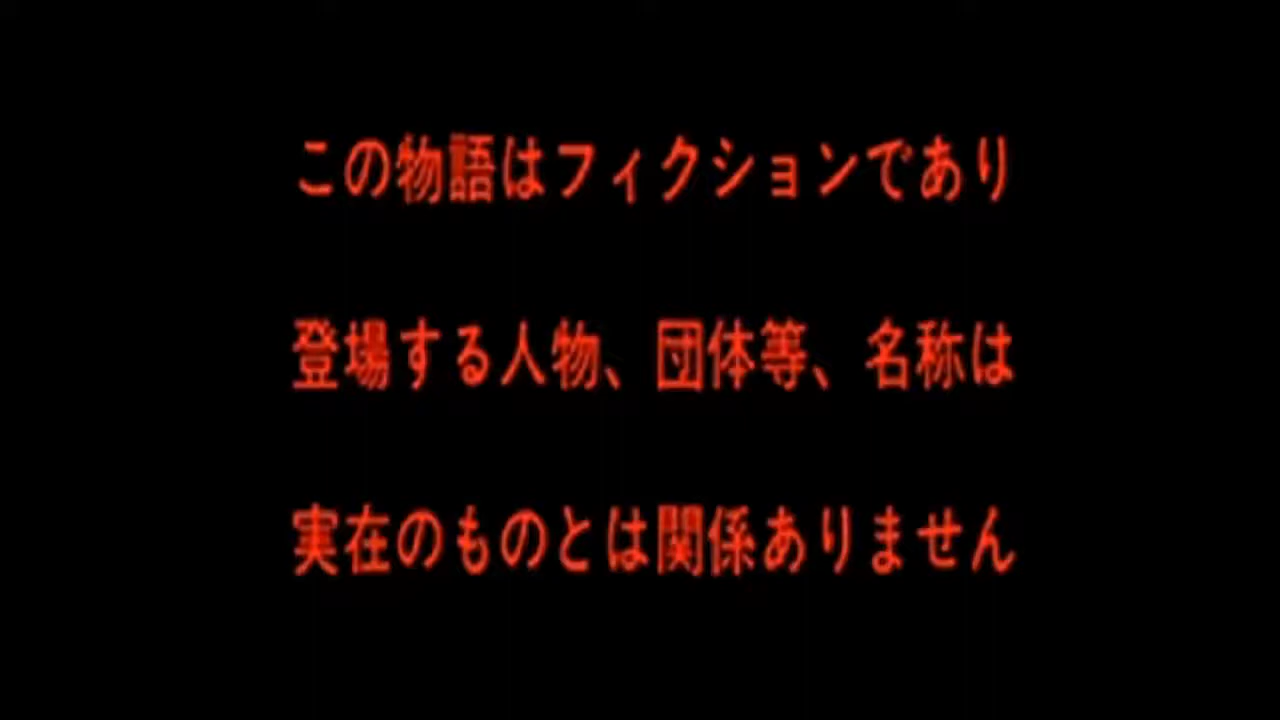 この物語はフィクションであり
登場する人物、団体等、名称は
実在のものとは関係ありません